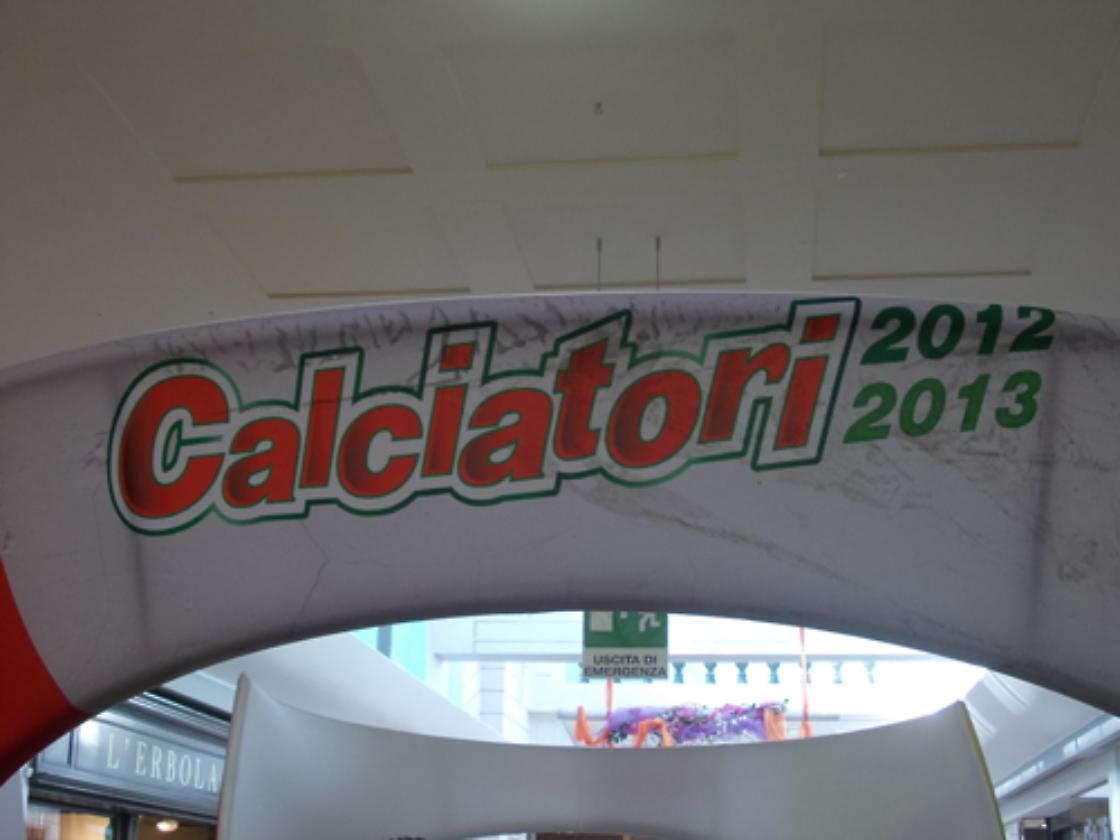 Calciatori 2012
2013
USCITA DI
EMERGENZA
L'ERBOLA